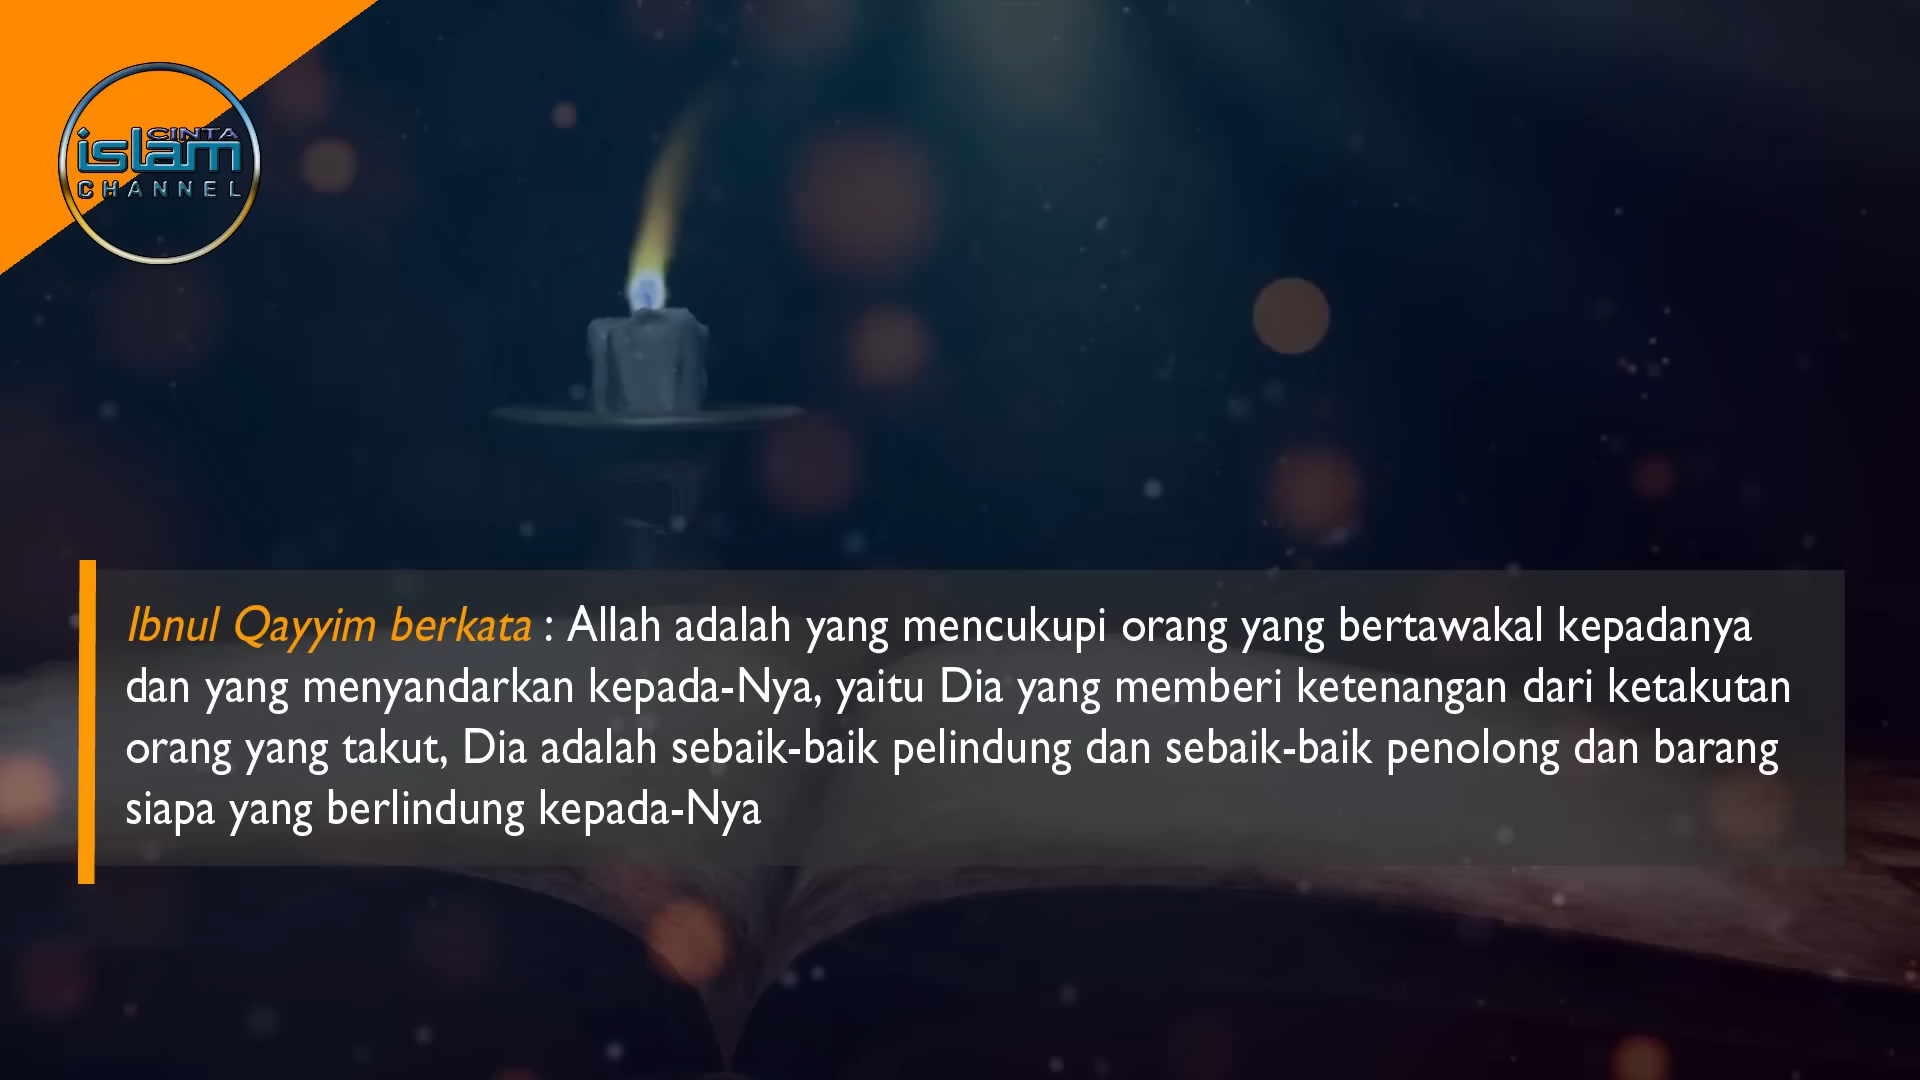 CINTA
islam
CHANNEL
Ibnul Qayyim berkata : Allah adalah yang mencukupi orang yang bertawakal kepadanya
dan yang menyandarkan kepada-Nya, yaitu Dia yang memberi ketenangan dari ketakutan
orang yang takut, Dia adalah sebaik-baik pelindung dan sebaik-baik penolong dan barang
siapa yang berlindung kepada-Nya